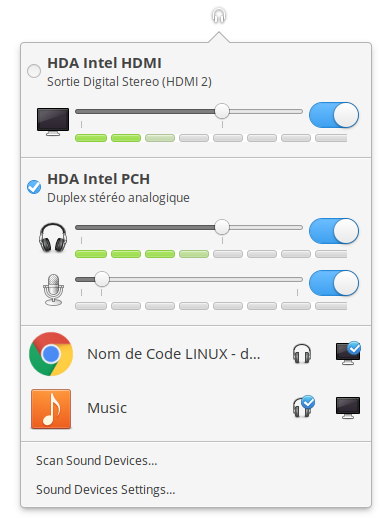 HDA Intel HDMI
Sortie Digital Stereo (HDMI 2)
HDA Intel PCH
Duplex stéréo analogique
Nom de Code LINUX - d...
Music
Scan Sound Devices...
Sound Devices Settings...